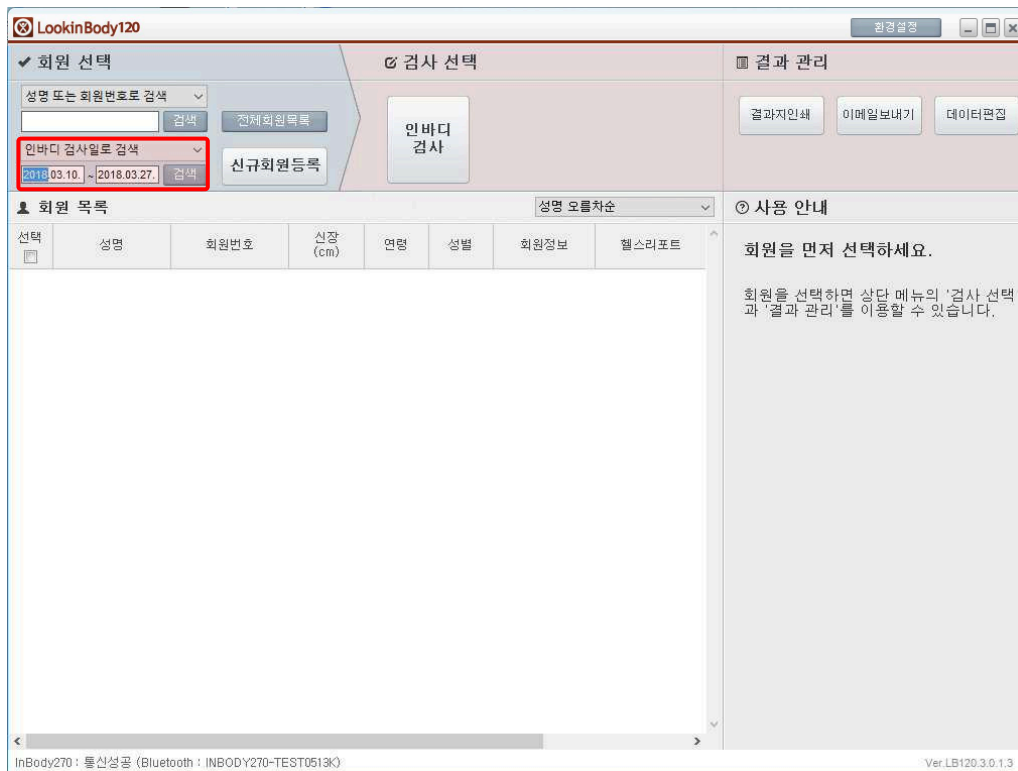 LookinBody120
환경설정
회원 선택
검사 선택
결과 관리
성명 또는 회원번호로 검색
검색
전체회원목록
인바디 검사일로 검색
2018.03.10. ~ 2018.03.27.
검색
신규회원등록
인바디
검사
결과지인쇄
이메일보내기
데이터편집
회원 목록
성명 오름차순
사용 안내
선택
성명
회원번호
신장
(cm)
연령
성별
회원정보
헬스리포트
회원을 먼저 선택하세요.
회원을 선택하면 상단 메뉴의 '검사 선택
과 '결과 관리'를 이용할 수 있습니다.
InBody270 : 통신성공 (Bluetooth : INBODY270-TEST0513K)
Ver.LB120.3.0.1.3